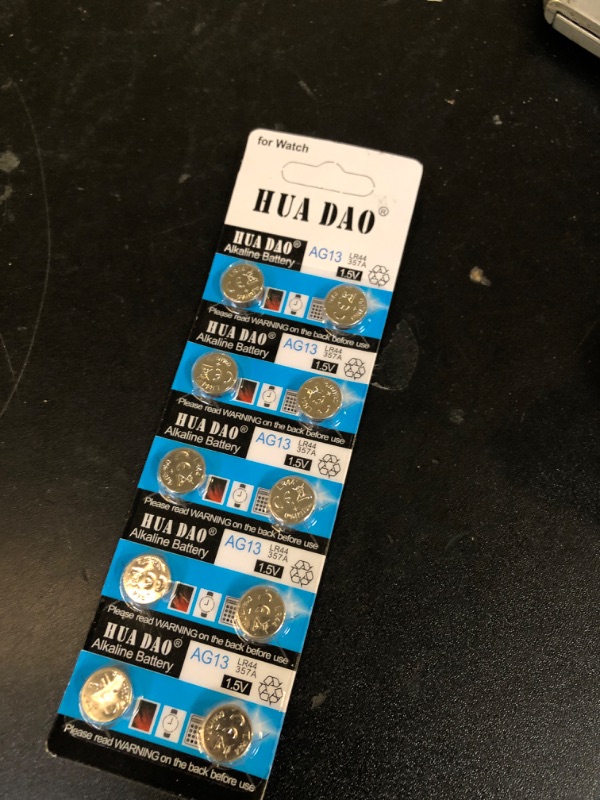 for Watch
HUA DAO®
HUA DAO®
Alkaline Battery
AG13 LR44
357A
1.5V
Please read WARNING on the back before use
HUA DAO®
Alkaline Battery
AG13 LR44
357A
1.5V
Please read WARNING on the back before use
HUA DAO®
Alkaline Battery
AG13 LR44
357A
1.5V
Please read WARNING on the back before use
HUA DAO®
Alkaline Battery
AG13 LR44
357A
1.5V
Please read WARNING on the back before use
HUA DAO®
Alkaline Battery
AG13 LR44
357A
1.5V
Please read WARNING on the back before use